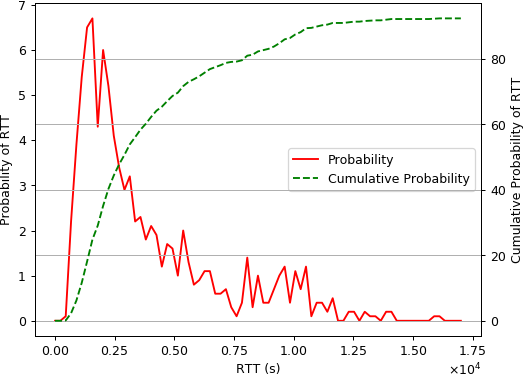 7
6
5
4
3
2
1
0
Probability of RTT
80
60
40
20
0
Cumulative Probability of RTT
Probability
Cumulative Probability
0.00 0.25 0.50 0.75 1.00 1.25 1.50 1.75
RTT (s)
×10⁴